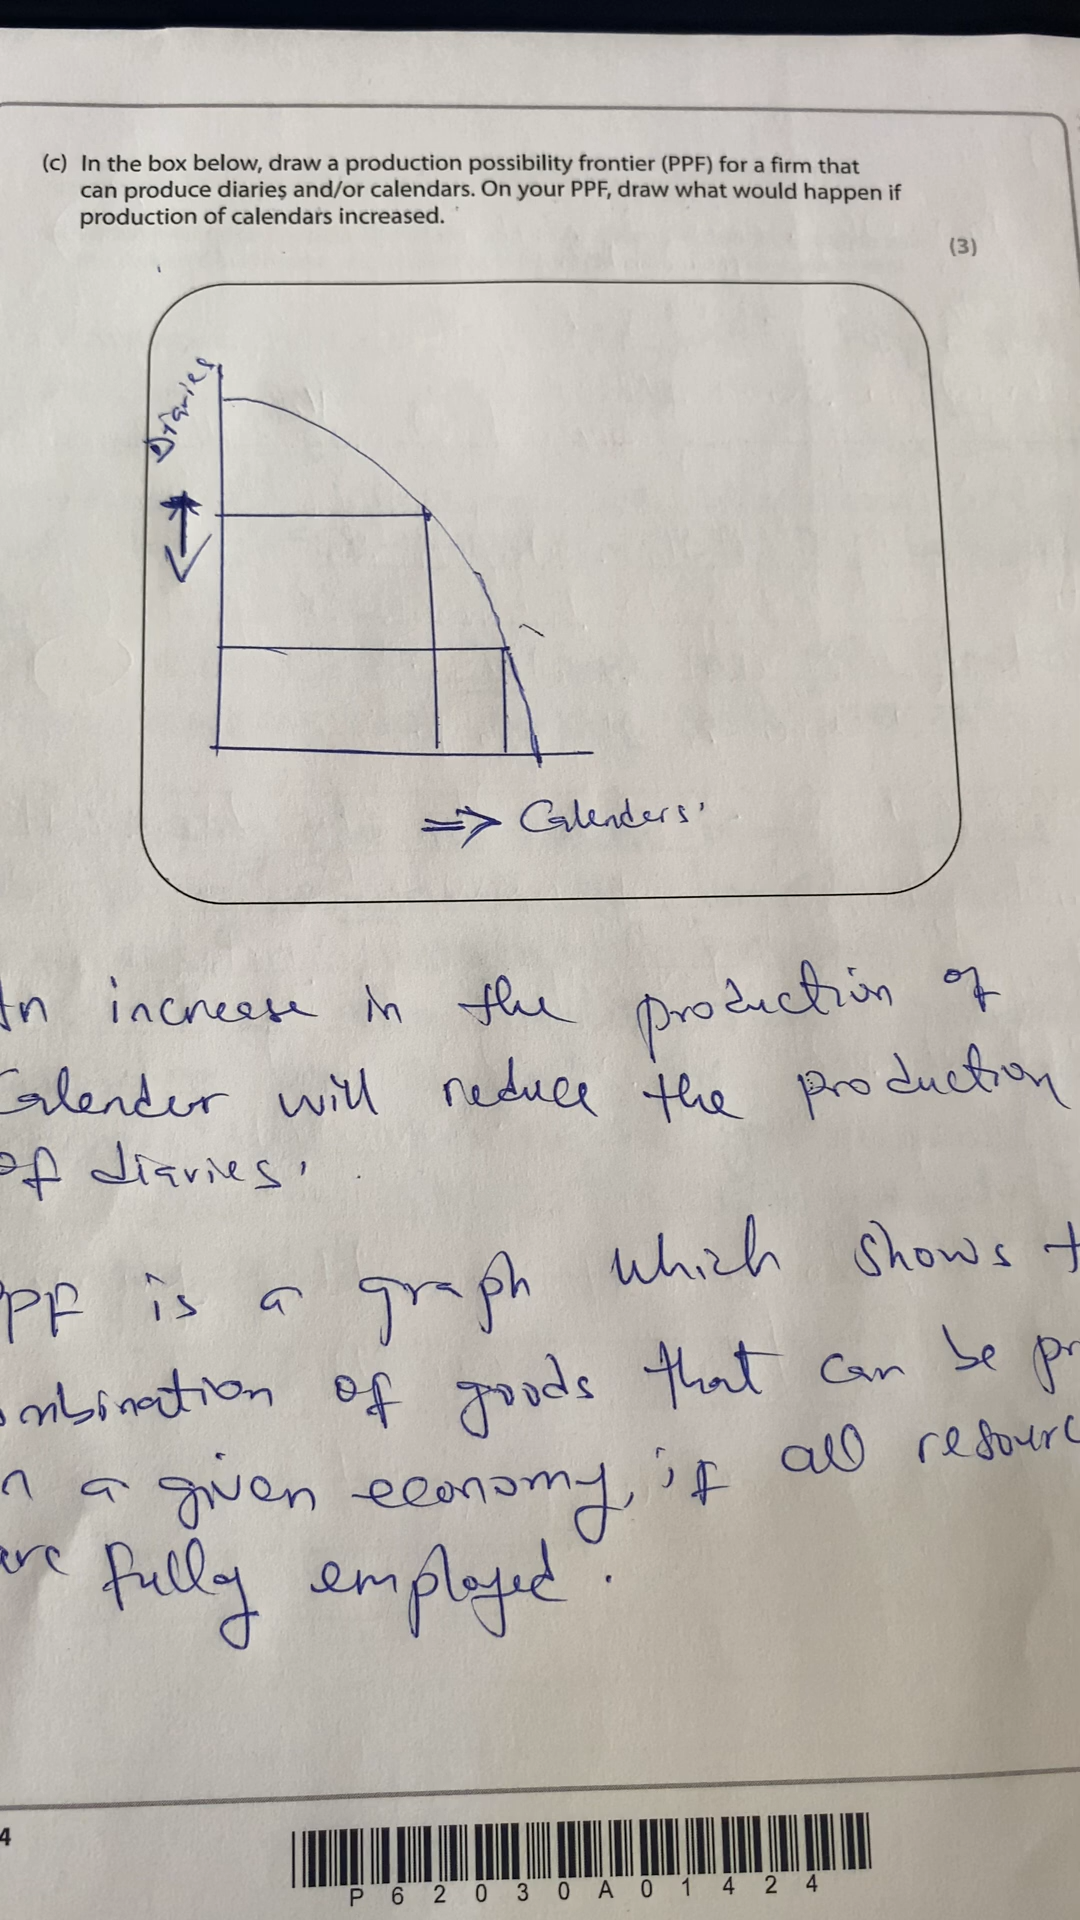 (c) In the box below, draw a production possibility frontier (PPF) for a firm that
can produce diaries and/or calendars. On your PPF, draw what would happen if
production of calendars increased.
(3)
Diaries
=> Calenders.
In increase in the production of
Calender will reduce the production
of diaries.
PPF is a graph which shows t
ombination of goods that can be pr
n a given economy, if all resourc
are fully employed.
4
P 6 2 0 3 0 A 0 1 4 2 4